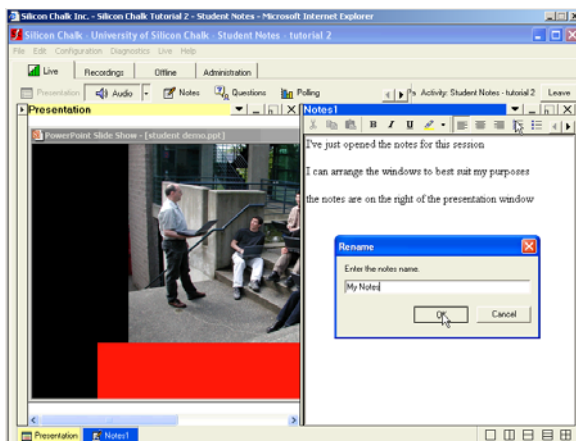 Silicon Chalk Inc. - Silicon Chalk Tutorial 2 - Student Notes - Microsoft Internet Explorer
Silicon Chalk - University of Silicon Chalk - Student Notes - tutorial 2
File Edit Configuration Diagnostics Live Help
Live Recordings Offline Administration
Presentation Audio Notes Questions Polling Activity: Student Notes - tutorial 2 Leave
Presentation Notes1
B I U
PowerPoint Slide Show - [student demo.ppt]
I've just opened the notes for this session
I can arrange the windows to best suit my purposes
the notes are on the right of the presentation window
Rename
Enter the notes name.
My Notes
OK Cancel
Presentation Notes1